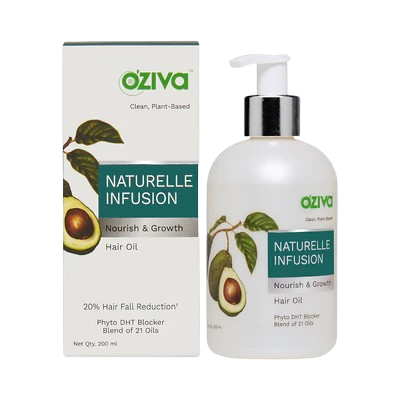 OZIVA
Clean, Plant-Based
NATURELLE
INFUSION
Nourish & Growth
Hair Oil
20% Hair Fall Reduction†
Phyto DHT Blocker
Blend of 21 Oils
Net Qty. 200 ml
OZIVA
Clean, Plant-Based
NATURELLE
INFUSION
Nourish & Growth
Hair Oil
Phyto DHT Blocker
Blend of 21 Oils